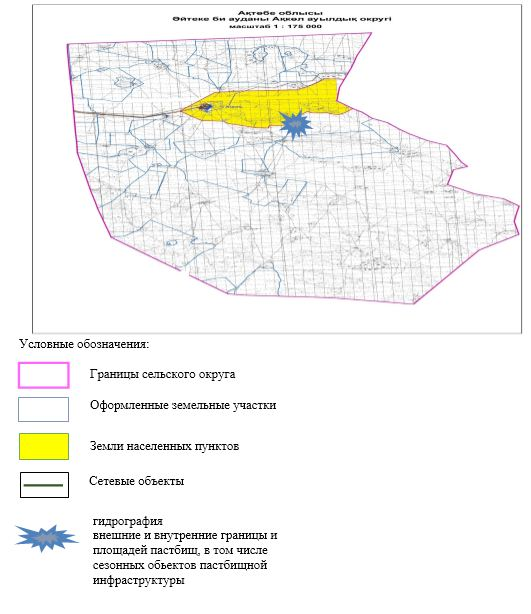 Ақтөбе облысы
Әйтеке би ауданы Ақкөл ауылдық округі
масштаб 1 : 175 000
Условные обозначения:
Границы сельского округа
Оформленные земельные участки
Земли населенных пунктов
Сетевые объекты
гидрография
внешние и внутренние границы и
площадей пастбищ, в том числе
сезонных обьектов пастбищной
инфраструктуры